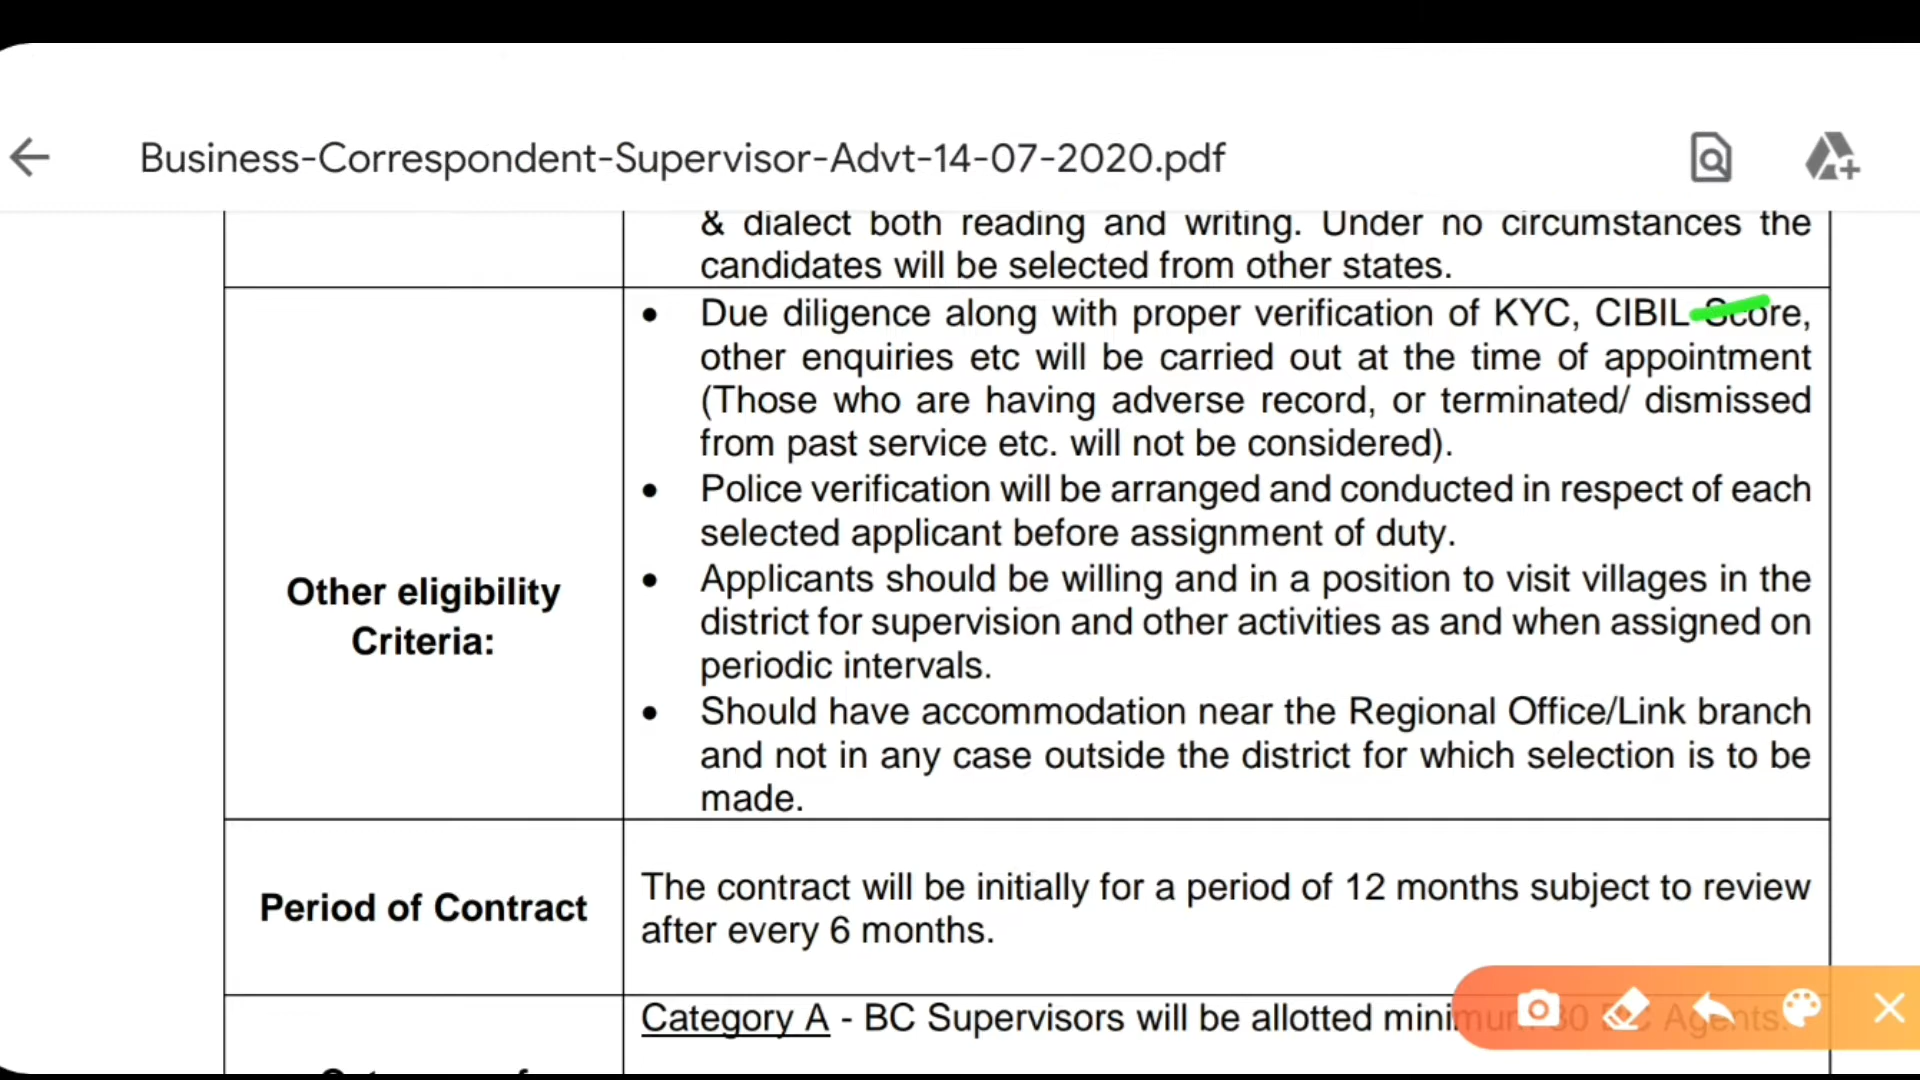 Business-Correspondent-Supervisor-Advt-14-07-2020.pdf
& dialect both reading and writing. Under no circumstances the
candidates will be selected from other states.
Other eligibility
Criteria:
• Due diligence along with proper verification of KYC, CIBIL Score,
other enquiries etc will be carried out at the time of appointment
(Those who are having adverse record, or terminated/ dismissed
from past service etc. will not be considered).
• Police verification will be arranged and conducted in respect of each
selected applicant before assignment of duty.
• Applicants should be willing and in a position to visit villages in the
district for supervision and other activities as and when assigned on
periodic intervals.
• Should have accommodation near the Regional Office/Link branch
and not in any case outside the district for which selection is to be
made.
Period of Contract
The contract will be initially for a period of 12 months subject to review
after every 6 months.
Category A - BC Supervisors will be allotted minimum 30 BC Agents.